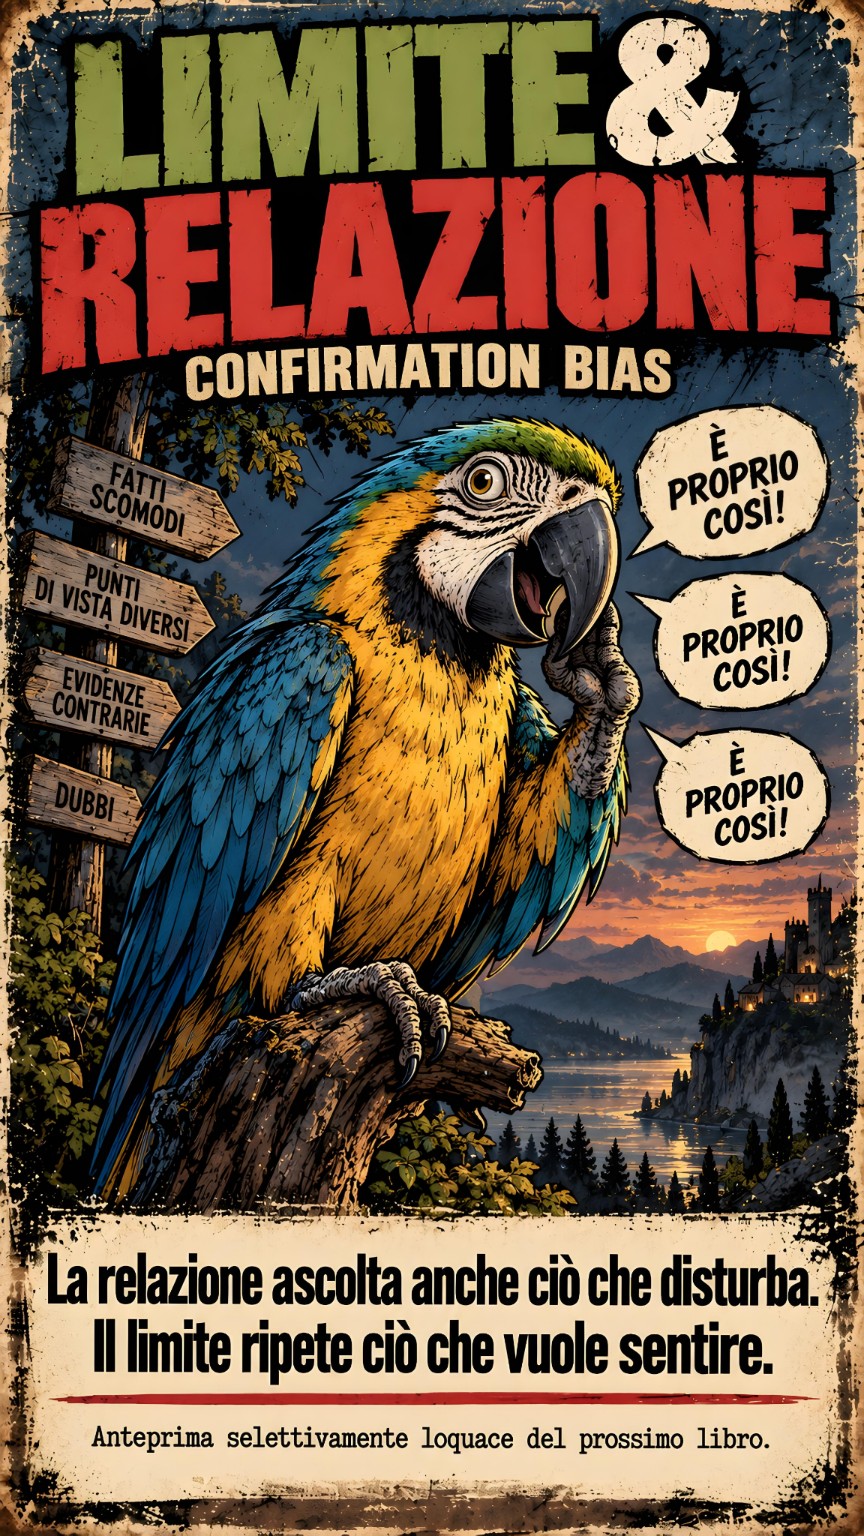 LIMITE &
RELAZIONE
CONFIRMATION BIAS
FATTI
SCOMODI
PUNTI
DI VISTA DIVERSI
EVIDENZE
CONTRARIE
DUBBI
È
PROPRIO
COSÌ!
È
PROPRIO
COSÌ!
È
PROPRIO
COSÌ!
La relazione ascolta anche ciò che disturba.
Il limite ripete ciò che vuole sentire.
Anteprima selettivamente loquace del prossimo libro.